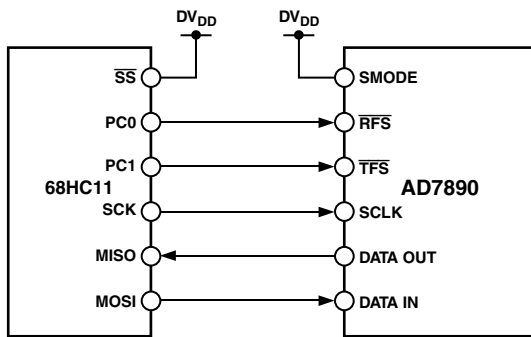 DVDD DVDD
SS SMODE
PC0 RFS
PC1 TFS
68HC11 AD7890
SCK SCLK
MISO DATA OUT
MOSI DATA IN